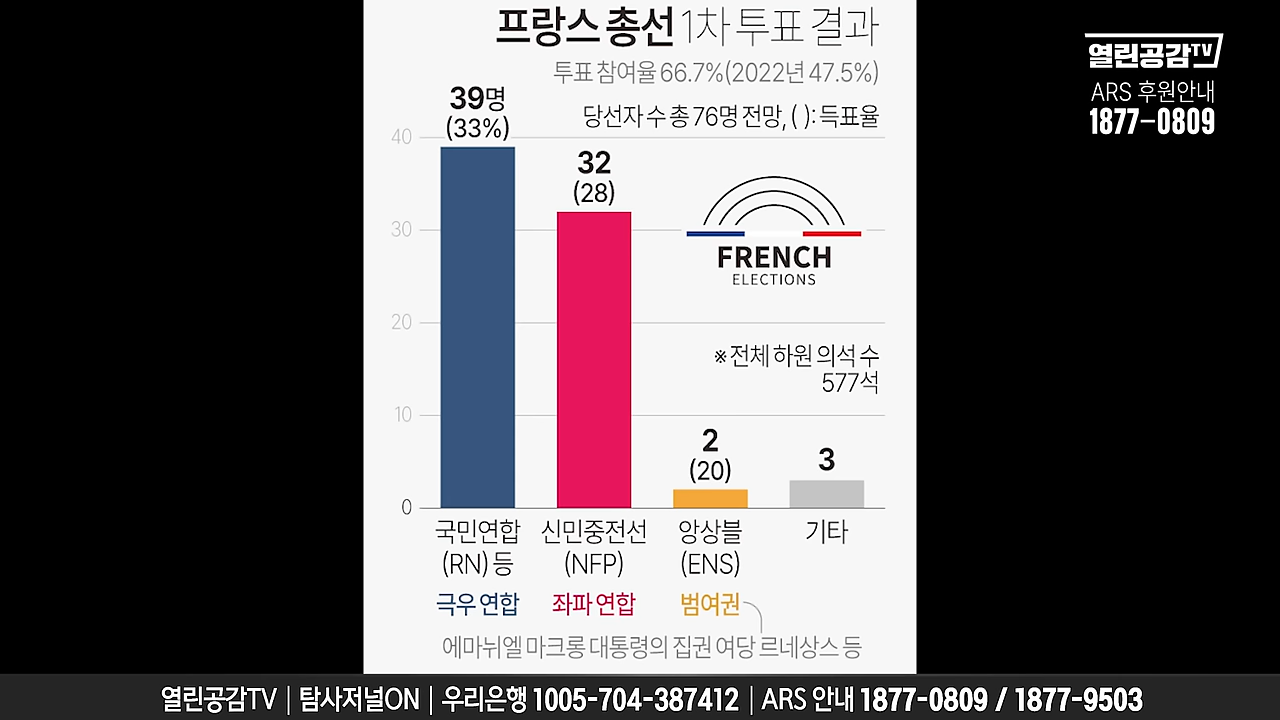 프랑스 총선 1차 투표 결과
투표 참여율 66.7%(2022년 47.5%)
당선자 수 총 76명 전망, ( ) : 득표율
39명
(33%)
32
(28)
2
(20)
3
40
30
20
10
0
FRENCH
ELECTIONS
※ 전체 하원 의석 수
577석
국민연합
(RN) 등
극우 연합
신민중전선
(NFP)
좌파 연합
앙상블
(ENS)
범여권
기타
에마뉘엘 마크롱 대통령의 집권 여당 르네상스 등
열린공감TV
ARS 후원안내
1877-0809
열린공감TV | 탐사저널ON | 우리은행 1005-704-387412 | ARS 안내 1877-0809 / 1877-9503